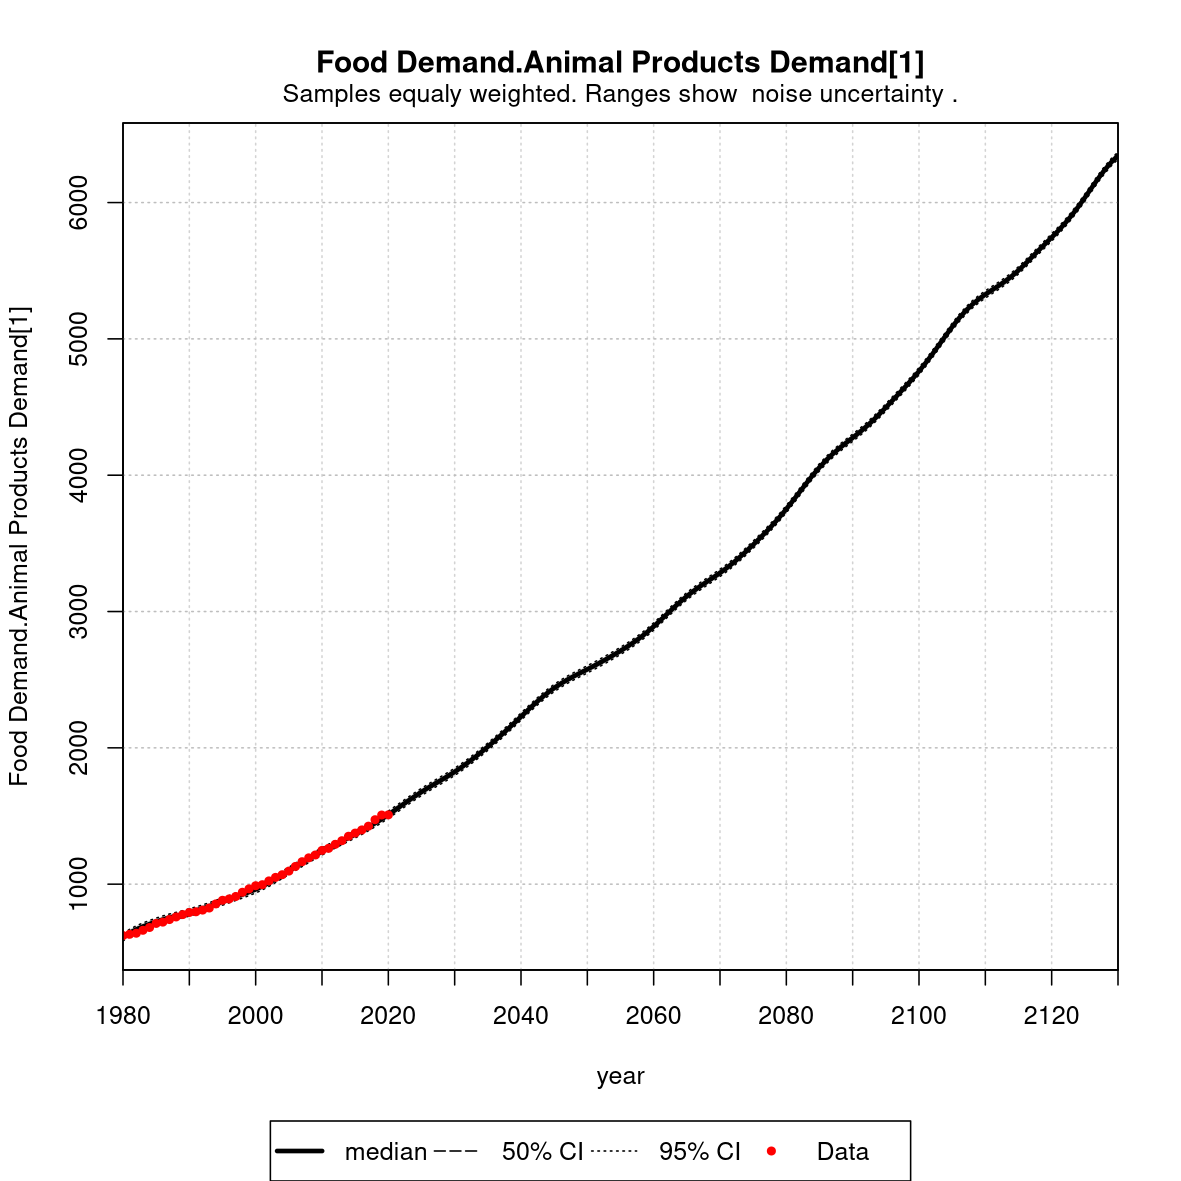 Food Demand.Animal Products Demand[1]
Samples equaly weighted. Ranges show  noise uncertainty .
Food Demand.Animal Products Demand[1]
6000
5000
4000
3000
2000
1000
1980 2000 2020 2040 2060 2080 2100 2120
year
median 50% CI 95% CI Data